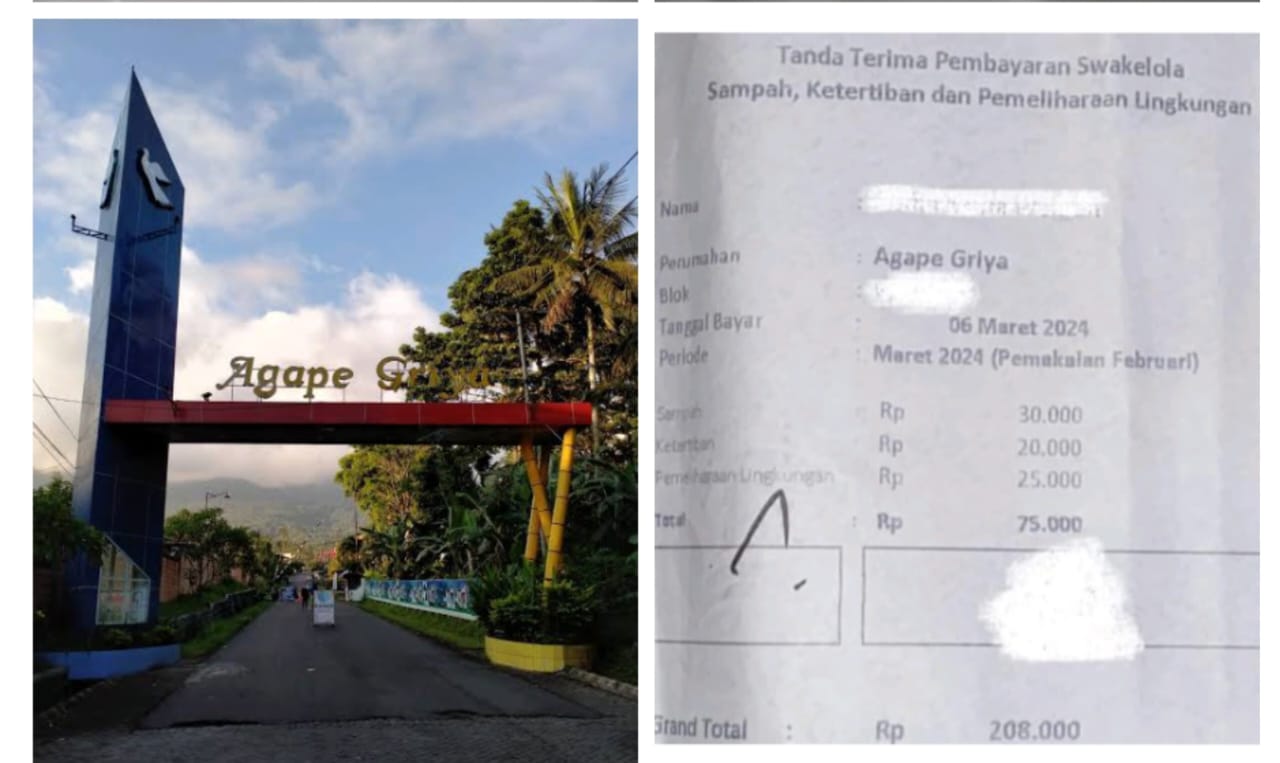 Agape Griya
Tanda Terima Pembayaran Swakelola
Sampah, Ketertiban dan Pemeliharaan Lingkungan
Nama :
Perumahan : Agape Griya
Blok :
Tanggal Bayar : 06 Maret 2024
Periode : Maret 2024 (Pemakaian Februari)
Sampah : Rp 30.000
Ketertiban Rp 20.000
Pemeliharaan Lingkungan Rp 25.000
Total : Rp 75.000
Grand Total : Rp 208.000